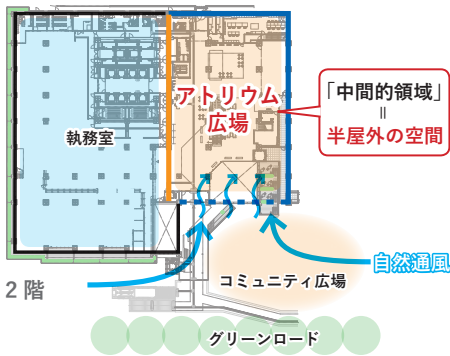 執務室
アトリウム
広場
「中間的領域」
=
半屋外の空間
自然通風
2階
コミュニティ広場
グリーンロード